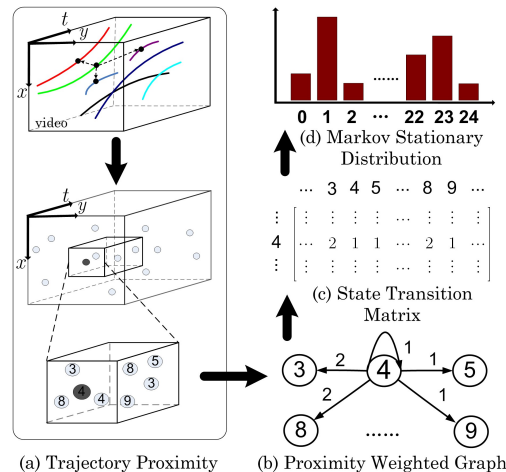 t
y
x
video
t
y
x
3
8
5
4
3
4
9
(a) Trajectory Proximity
0 1 2 ... 22 23 24
(d) Markov Stationary
Distribution
... 3 4 5 ... 8 9 ...
4 ... 2 1 1 ... 2 1 ...
(c) State Transition
Matrix
3 2 4 1 1 5
8 2 ...... 1 9
(b) Proximity Weighted Graph